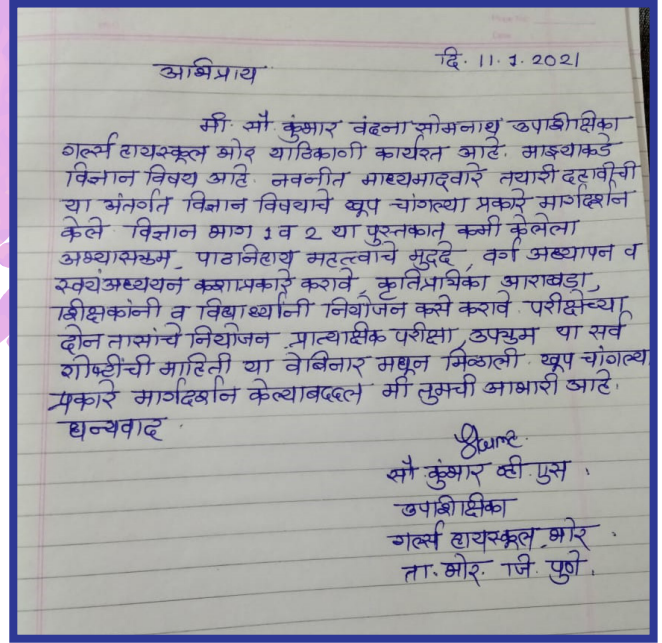 दि. 11.1.2021
अभिप्राय
मी. सौ. कुंभार वंदना सोमनाथ उपशिक्षिका
गर्ल्स हायस्कूल भोर याठिकाणी कार्यरत आहे. माझ्याकडे
विज्ञान विषय आहे. नवनीत माध्यमाद्वारे तयारी दहावीची
या अंतर्गत विज्ञान विषयाचे खूप चांगल्या प्रकारे मार्गदर्शन
केले. विज्ञान भाग 1 व 2 या पुस्तकात कमी केलेला
अभ्यासक्रम, पाठानिहाय महत्त्वाचे मुद्दे, वर्ग अध्यापन व
स्वयंअध्ययन कशाप्रकारे करावे, कृतिपत्रिका आराखडा,
शिक्षकांनी व विद्यार्थ्यांनी नियोजन कसे करावे. परीक्षेच्या
दोन तासांचे नियोजन, प्रात्यक्षिक परीक्षा, उपक्रम या सर्व
गोष्टींची माहिती या वेबिनार मधून मिळाली. खूप चांगल्या
प्रकारे मार्गदर्शन केल्याबद्दल मी तुमची आभारी आहे.
धन्यवाद.
सौ कुंभार व्ही. एस.
उपशिक्षिका
गर्ल्स हायस्कूल, भोर.
ता. भोर. जि. पुणे.